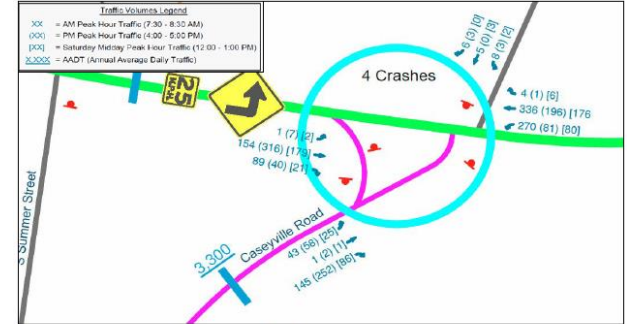 Traffic Volumes Legend
XX = AM Peak Hour Traffic (7:30 - 8:30 AM)
(XX) = PM Peak Hour Traffic (4:00 - 5:00 PM)
[XX] = Saturday Midday Peak Hour Traffic (12:00 - 1:00 PM)
X,XXX = AADT (Annual Average Daily Traffic)
6 (3) [0]
5 (0) [3]
8 (3) [2]
4 Crashes
25
M.P.H.
4 (1) [6]
336 (196) [176
270 (81) [80]
1 (7) [2]
154 (316) [179]
89 (40) [21]
S Summer Street
Caseyville Road
3,300
43 (58) [25]
1 (2) [1]
145 (252) [86]